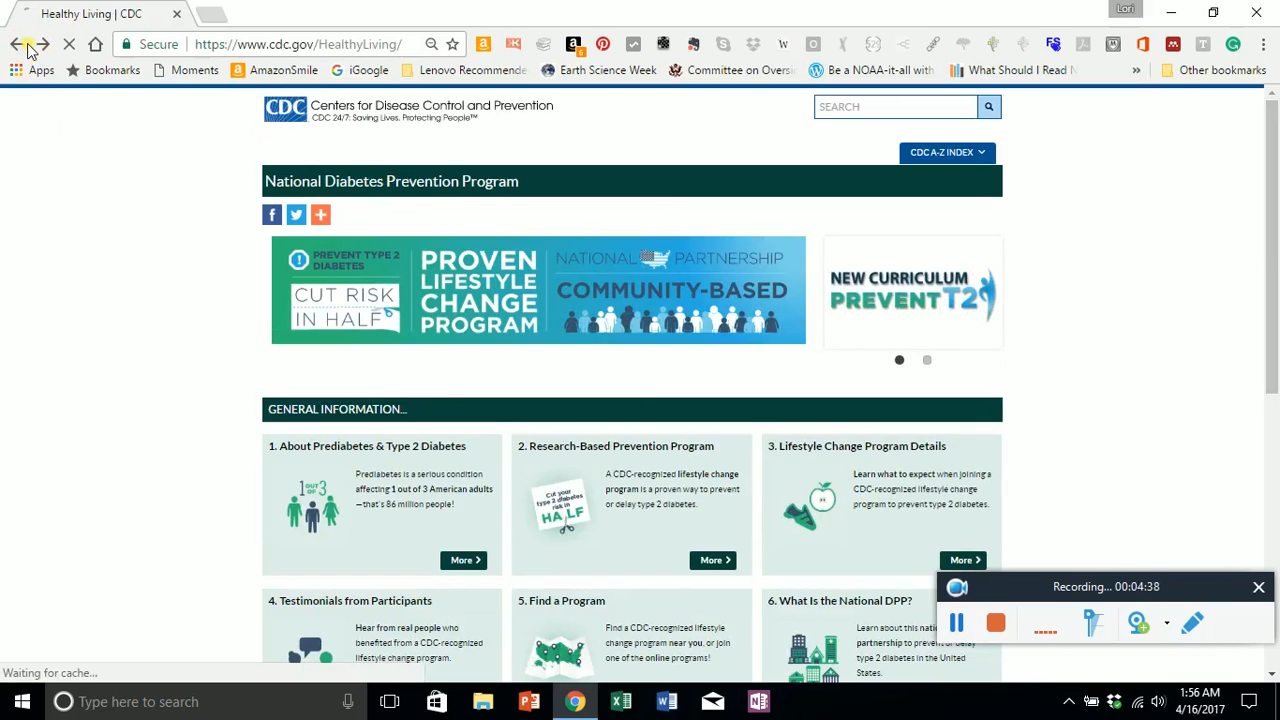 Healthy Living | CDC
Lori
Secure
https://www.cdc.gov/HealthyLiving/
Apps
Bookmarks
Moments
AmazonSmile
iGoogle
Lenovo Recommende
Earth Science Week
Committee on Oversi
Be a NOAA-it-all with
What Should I Read N
»
Other bookmarks
CDC
Centers for Disease Control and Prevention
CDC 24/7: Saving Lives, Protecting People™
SEARCH
CDC A-Z INDEX
National Diabetes Prevention Program
PREVENT TYPE 2
DIABETES
CUT RISK
IN HALF
PROVEN
LIFESTYLE
CHANGE
PROGRAM
NATIONAL PARTNERSHIP
COMMUNITY-BASED
NEW CURRICULUM
PREVENT T2
GENERAL INFORMATION...
1. About Prediabetes & Type 2 Diabetes
1 OUT OF 3
Prediabetes is a serious condition
affecting 1 out of 3 American adults
—that's 86 million people!
More
2. Research-Based Prevention Program
Cut your
type 2 diabetes
risk in
HALF
A CDC-recognized lifestyle change
program is a proven way to prevent
or delay type 2 diabetes.
More
3. Lifestyle Change Program Details
Learn what to expect when joining a
CDC-recognized lifestyle change
program to prevent type 2 diabetes.
More
4. Testimonials from Participants
Hear from real people who
benefited from a CDC-recognized
lifestyle change program.
5. Find a Program
Find a CDC-recognized lifestyle
change program near you, or join
one of the online programs!
6. What Is the National DPP?
Learn about this nati
partnership to preven
type 2 diabetes in the United
States.
Recording... 00:04:38
Waiting for cache...
Type here to search
1:56 AM
4/16/2017